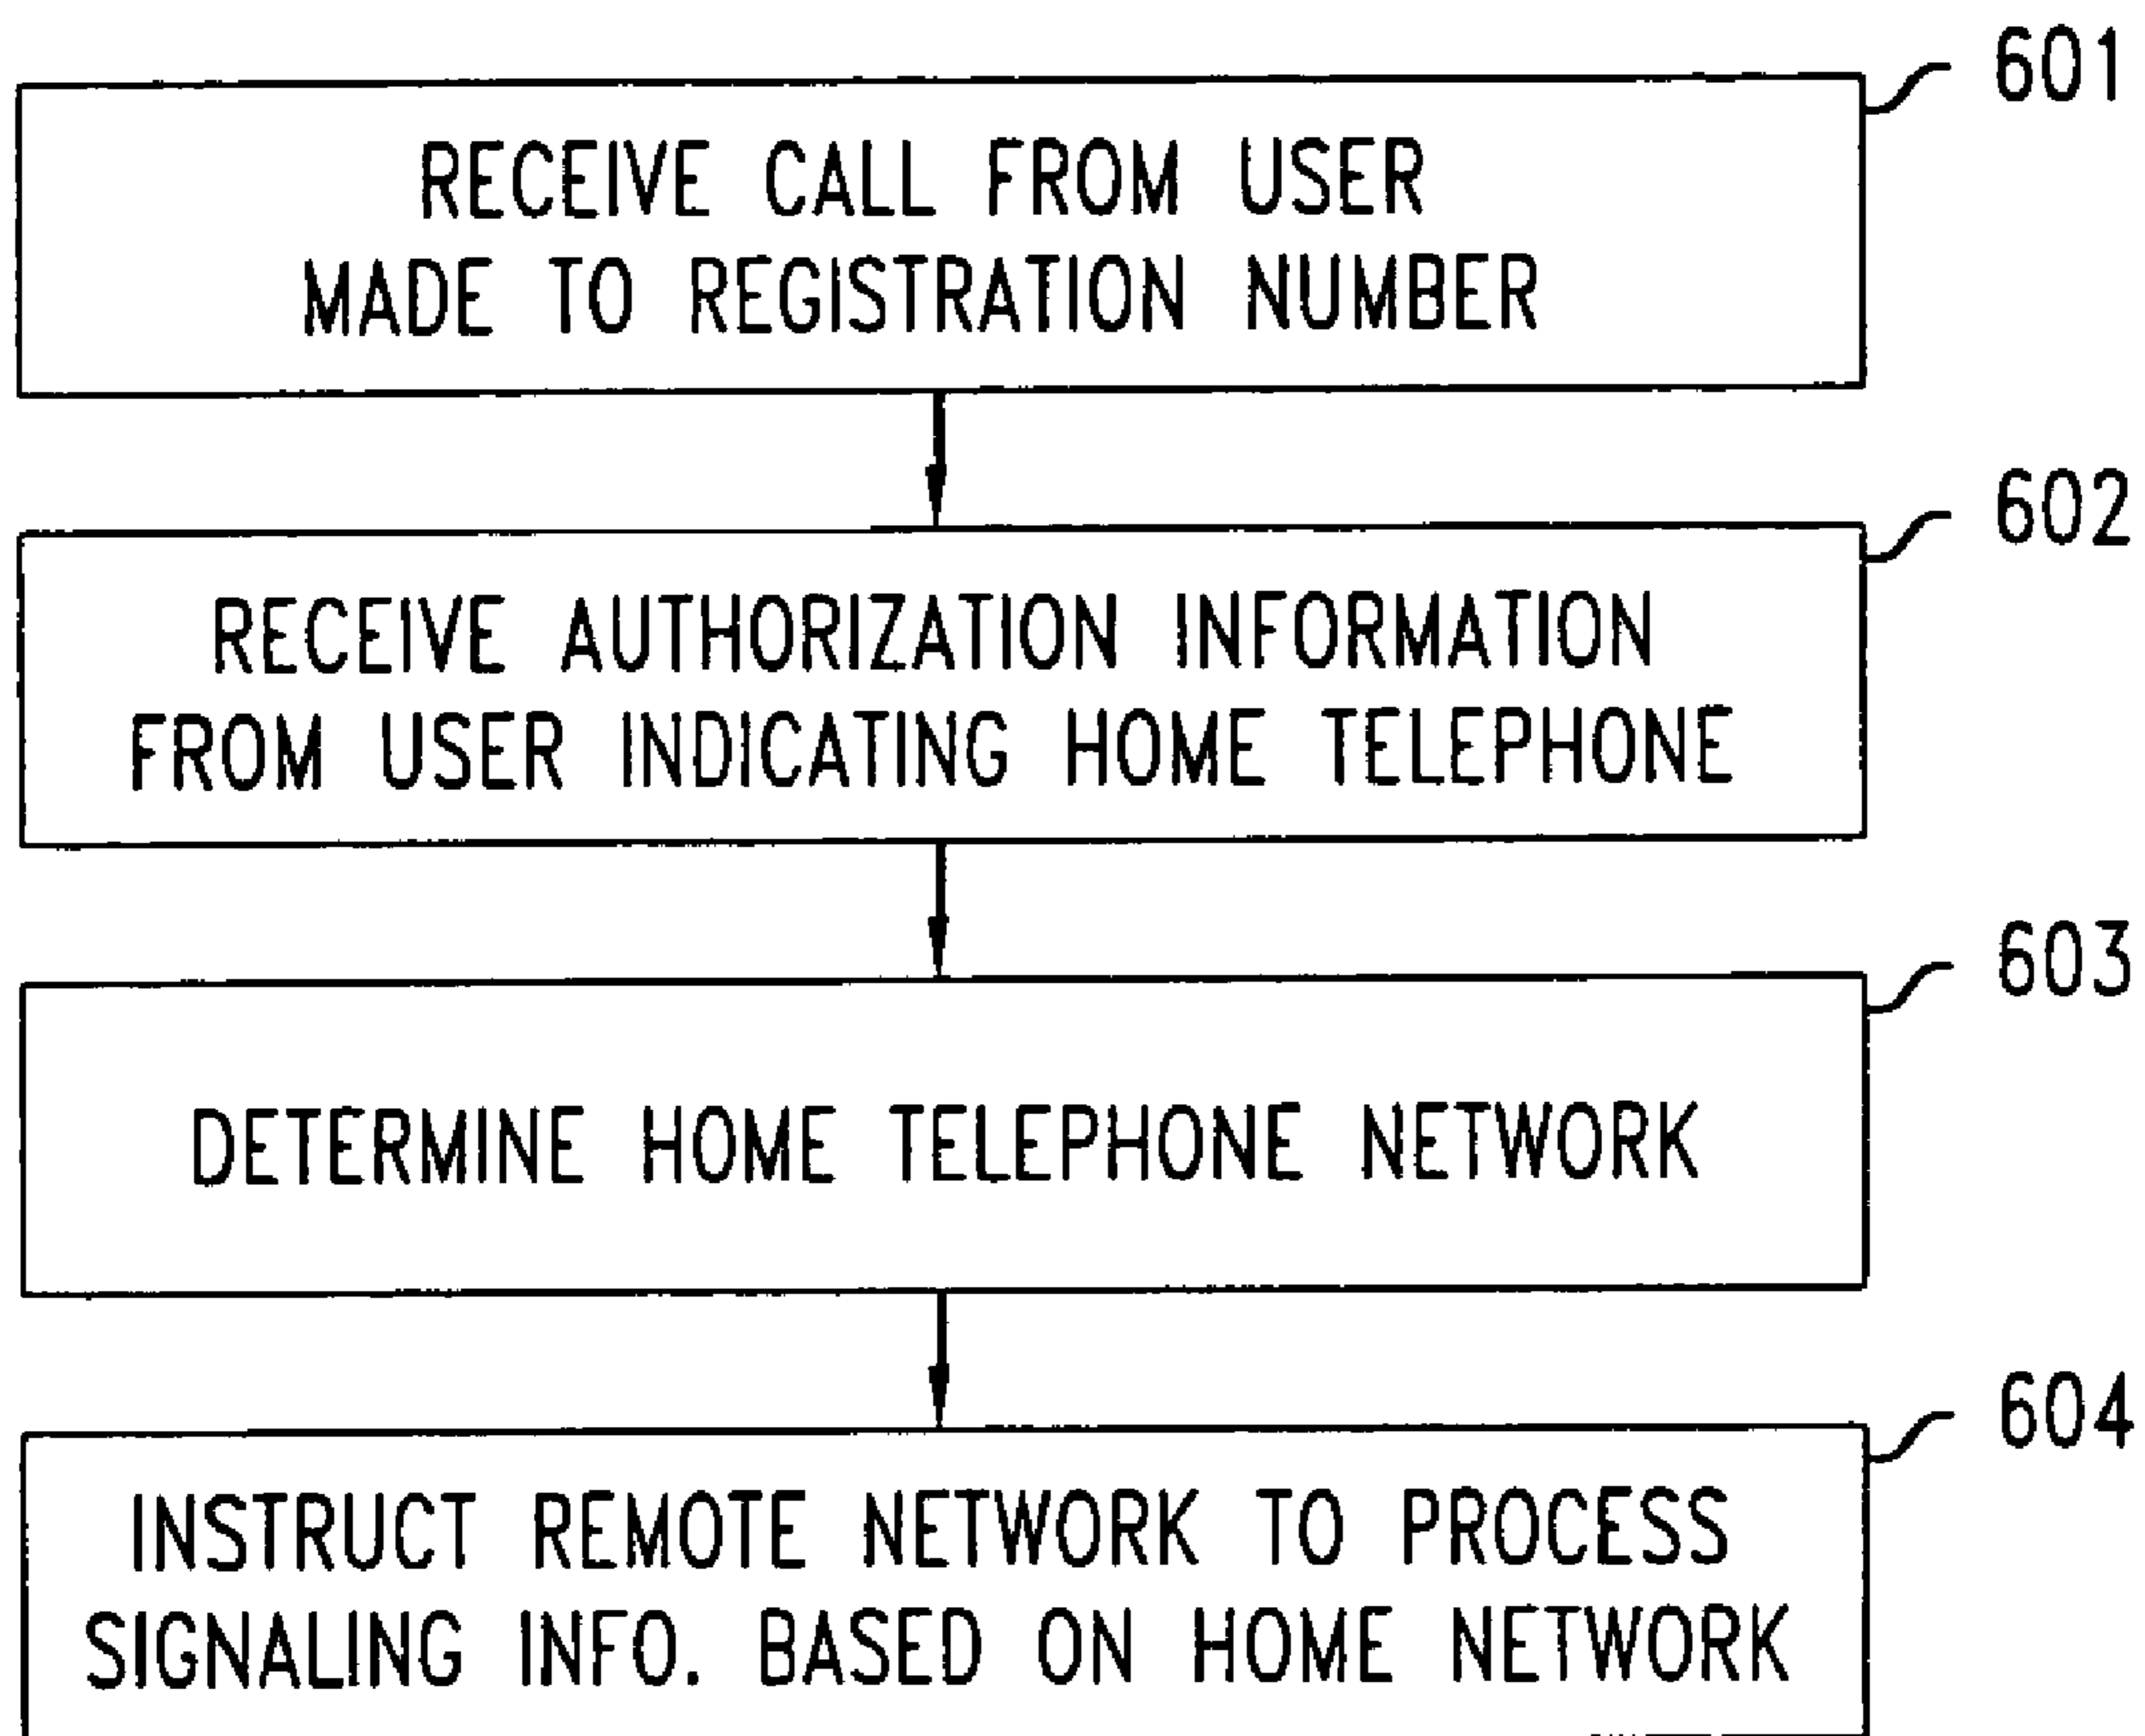 601
RECEIVE CALL FROM USER
MADE TO REGISTRATION NUMBER
602
RECEIVE AUTHORIZATION INFORMATION
FROM USER INDICATING HOME TELEPHONE
603
DETERMINE HOME TELEPHONE NETWORK
604
INSTRUCT REMOTE NETWORK TO PROCESS
SIGNALING INFO. BASED ON HOME NETWORK